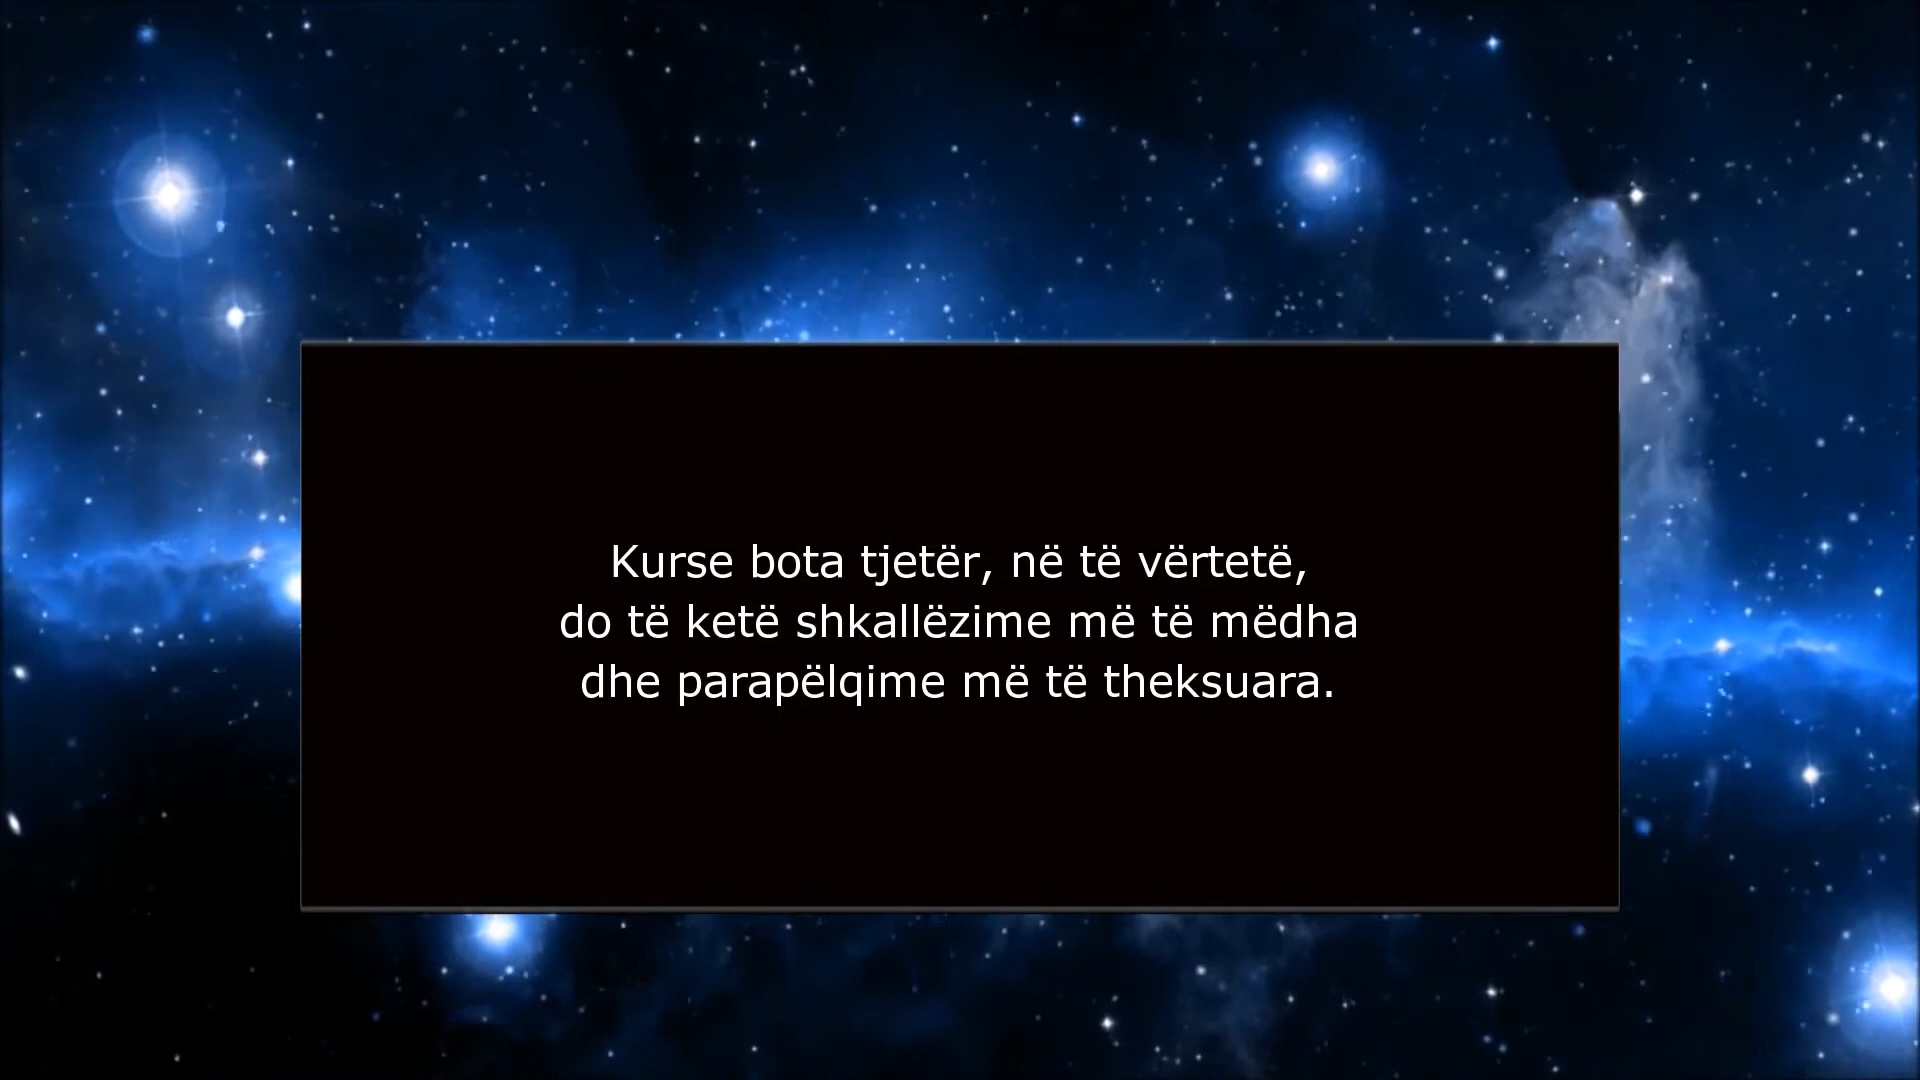 Kurse bota tjetër, në të vërtetë,
do të ketë shkallëzime më të mëdha
dhe parapëlqime më të theksuara.